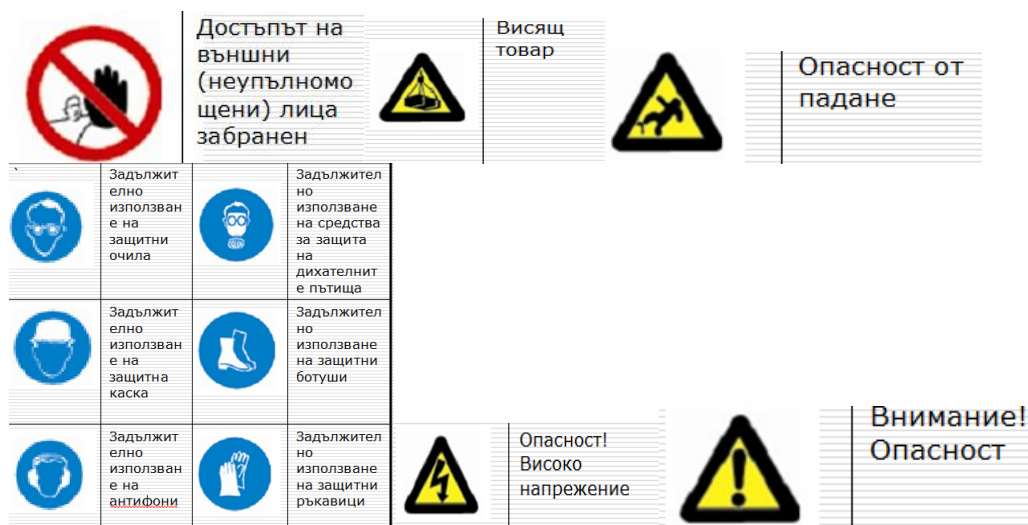 Достъпът на
външни
(неупълномо
щени) лица
забранен
Висящ
товар
Опасност от
падане
`
Задължит
елно
използван
е на
защитни
очила
Задължител
но
използване
на средства
за защита
на
дихателнит
е пътища
Задължит
елно
използван
е на
защитна
каска
Задължител
но
използване
на защитни
ботуши
Задължит
елно
използван
е на
антифони
Задължител
но
използване
на защитни
ръкавици
Опасност!
Високо
напрежение
Внимание!
Опасност